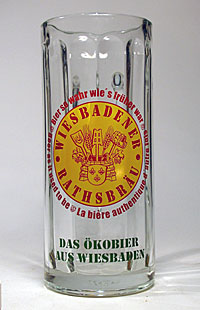 Bier so wahr wie's früher war
La bière authentique
WIESBADENER
RATHSBRÄU
DAS ÖKOBIER
AUS WIESBADEN